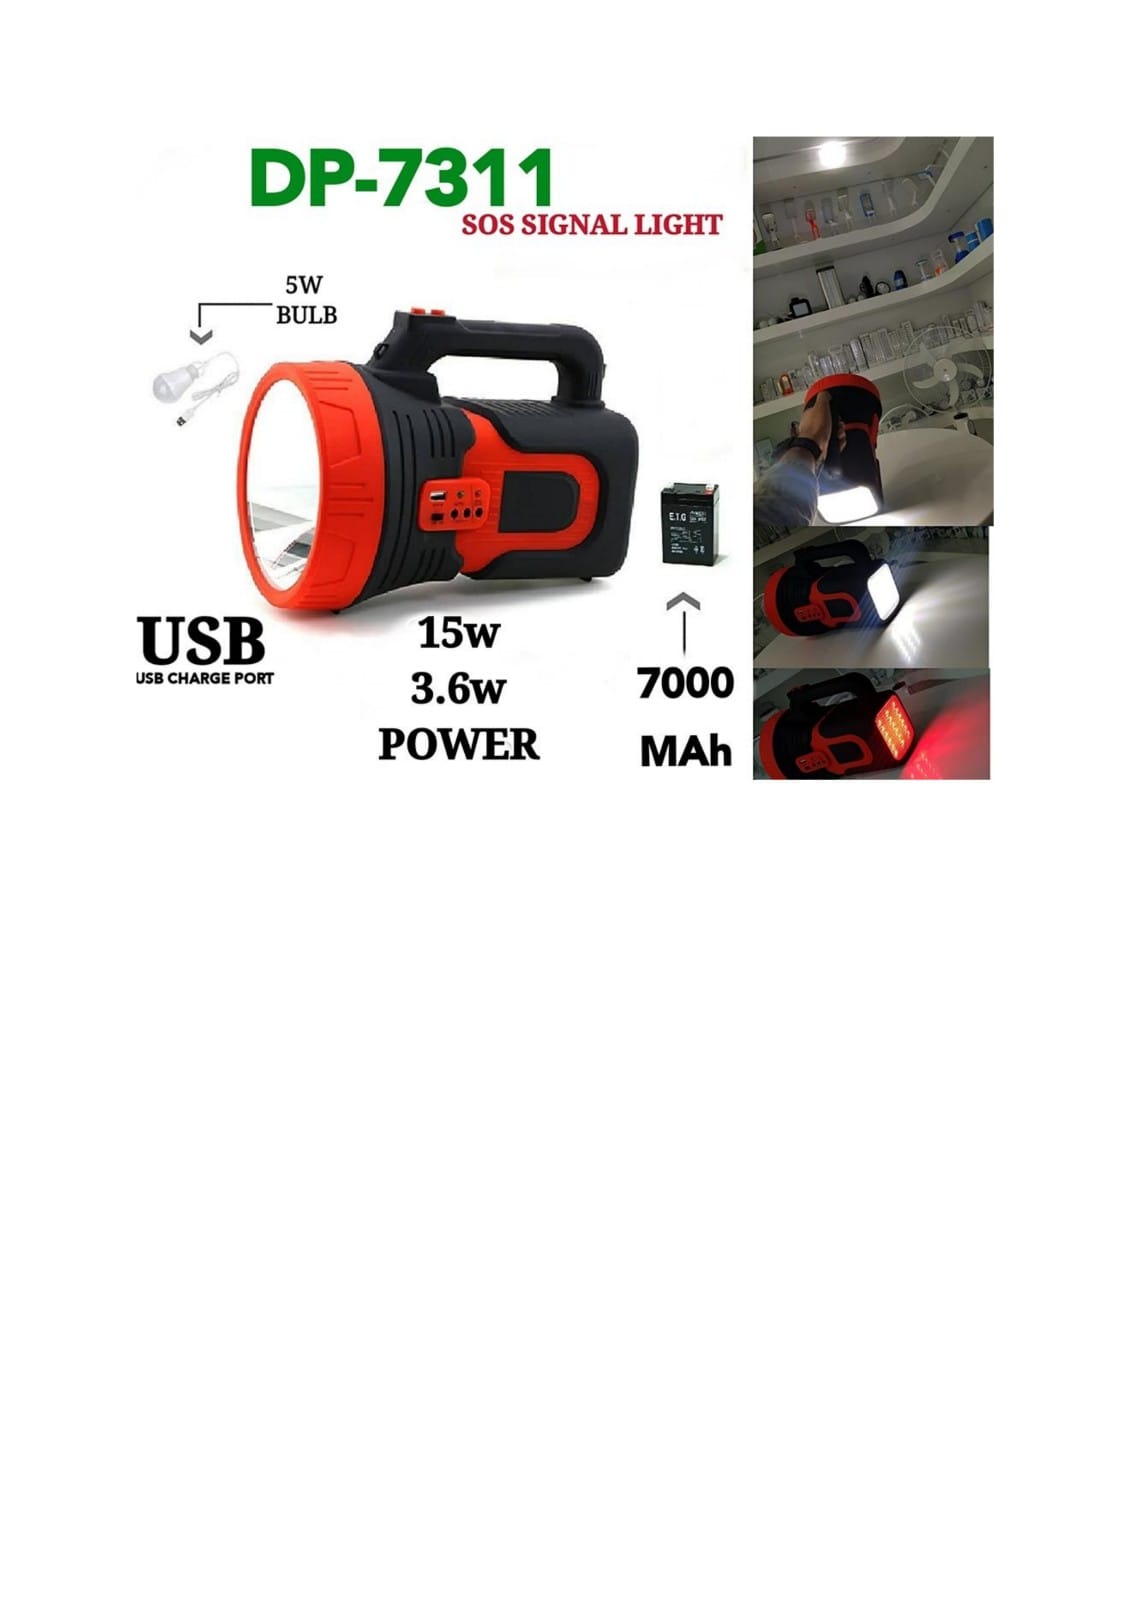 DP-7311
SOS SIGNAL LIGHT
5W
BULB
E.T.G
USB
USB CHARGE PORT
15w
3.6w
POWER
7000
MAh